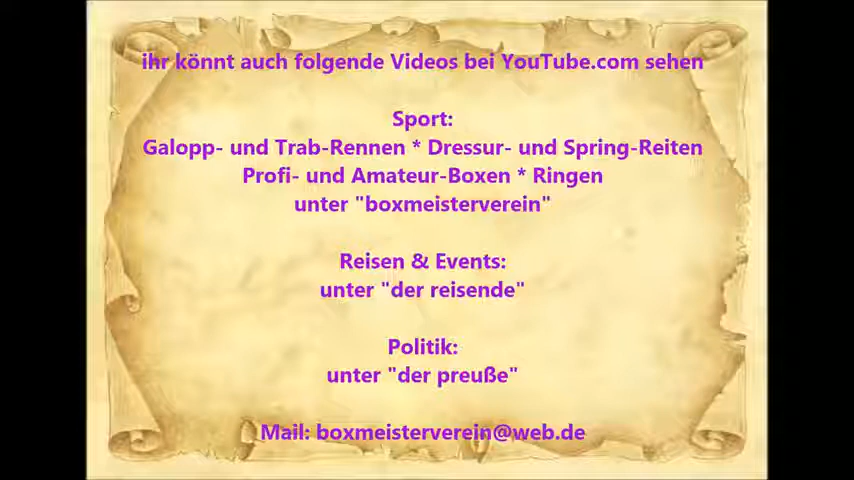 ihr könnt auch folgende Videos bei YouTube.com sehen
Sport:
Galopp- und Trab-Rennen * Dressur- und Spring-Reiten
Profi- und Amateur-Boxen * Ringen
unter "boxmeisterverein"
Reisen & Events:
unter "der reisende"
Politik:
unter "der preuße"
Mail: boxmeisterverein@web.de